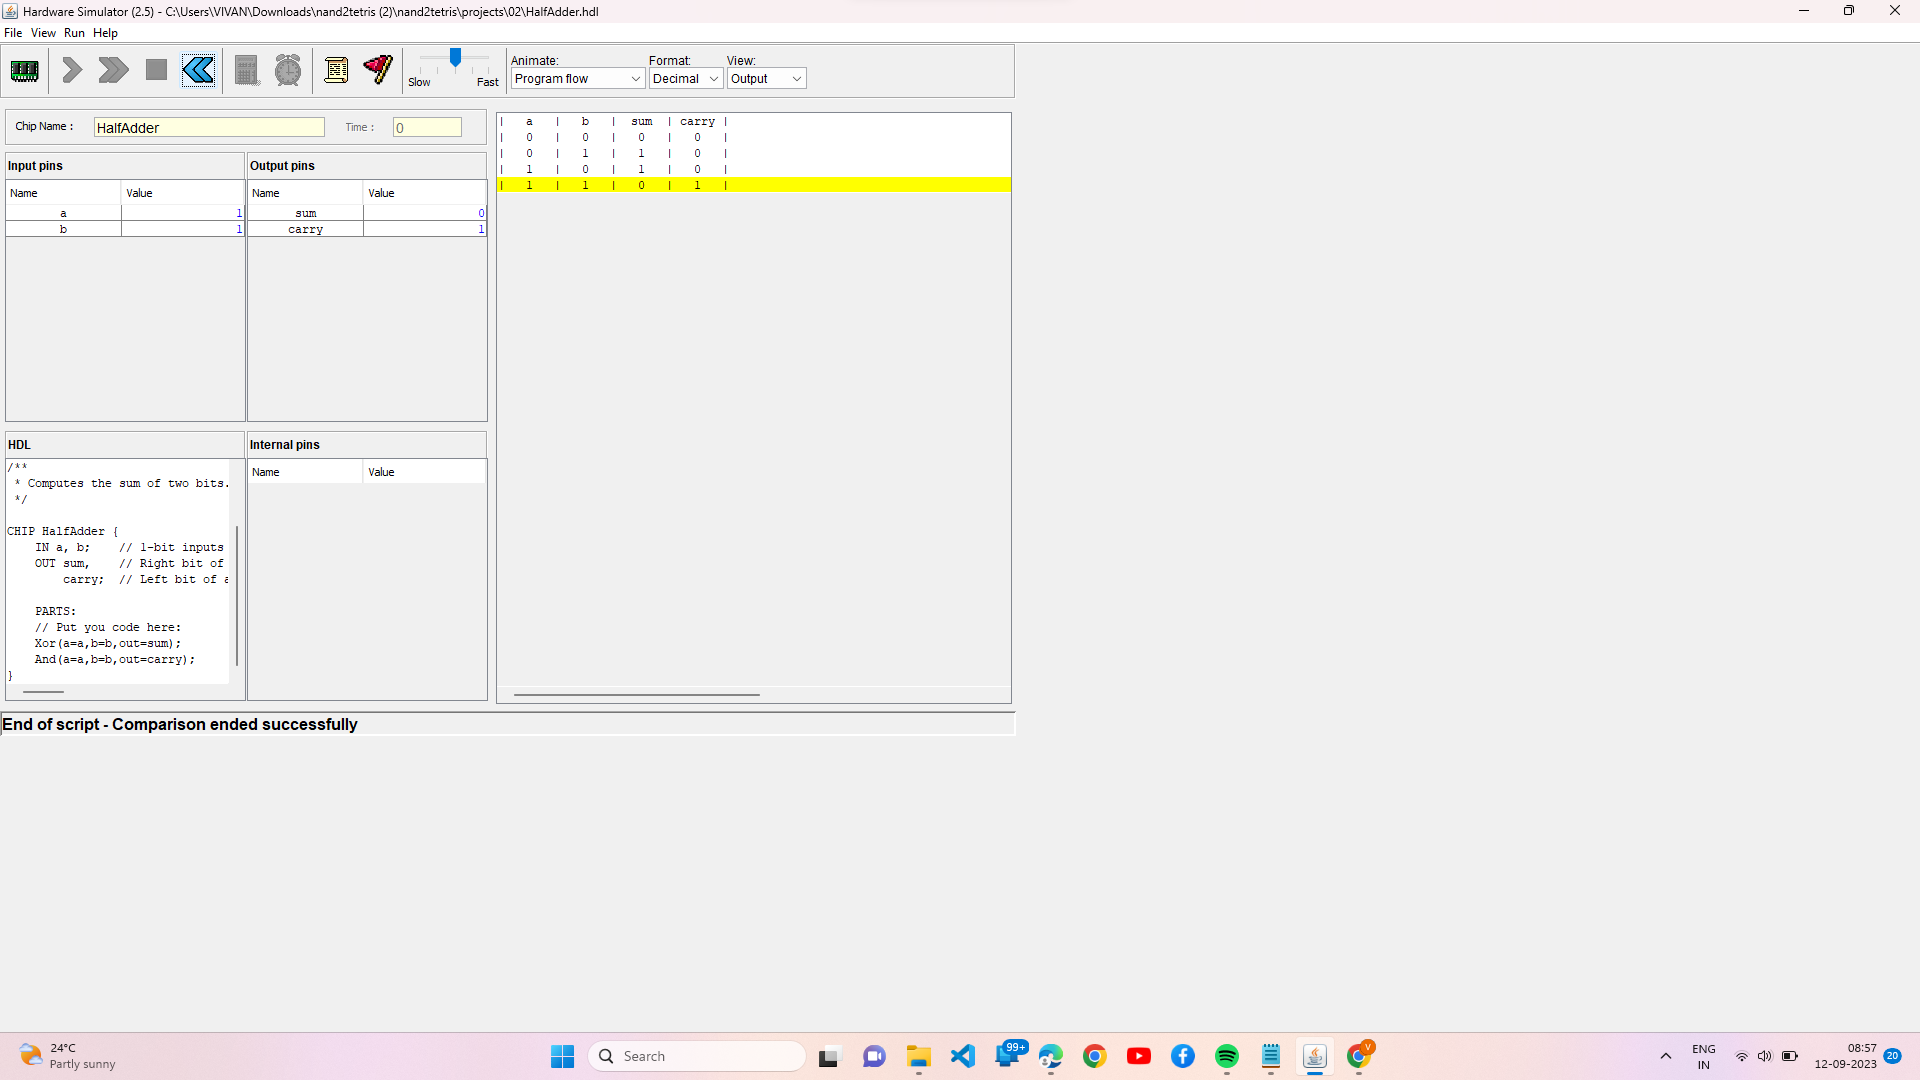 Hardware Simulator (2.5) - C:\Users\VIVAN\Downloads\nand2tetris (2)\nand2tetris\projects\02\HalfAdder.hdl
File View Run Help
Slow Fast
Animate: Format: View:
Program flow Decimal Output
Chip Name : HalfAdder Time : 0
Input pins Output pins
Name Value Name Value
a 1 sum 0
b 1 carry 1
| a | b | sum | carry |
| 0 | 0 | 0 | 0 |
| 0 | 1 | 1 | 0 |
| 1 | 0 | 1 | 0 |
| 1 | 1 | 0 | 1 |
HDL Internal pins
Name Value
/**
* Computes the sum of two bits.
*/
CHIP HalfAdder {
IN a, b; // 1-bit inputs
OUT sum, // Right bit of
carry; // Left bit of a
PARTS:
// Put you code here:
Xor(a=a,b=b,out=sum);
And(a=a,b=b,out=carry);
}
End of script - Comparison ended successfully
24°C
Partly sunny
Search
99+
V
ENG
IN
08:57
12-09-2023
20